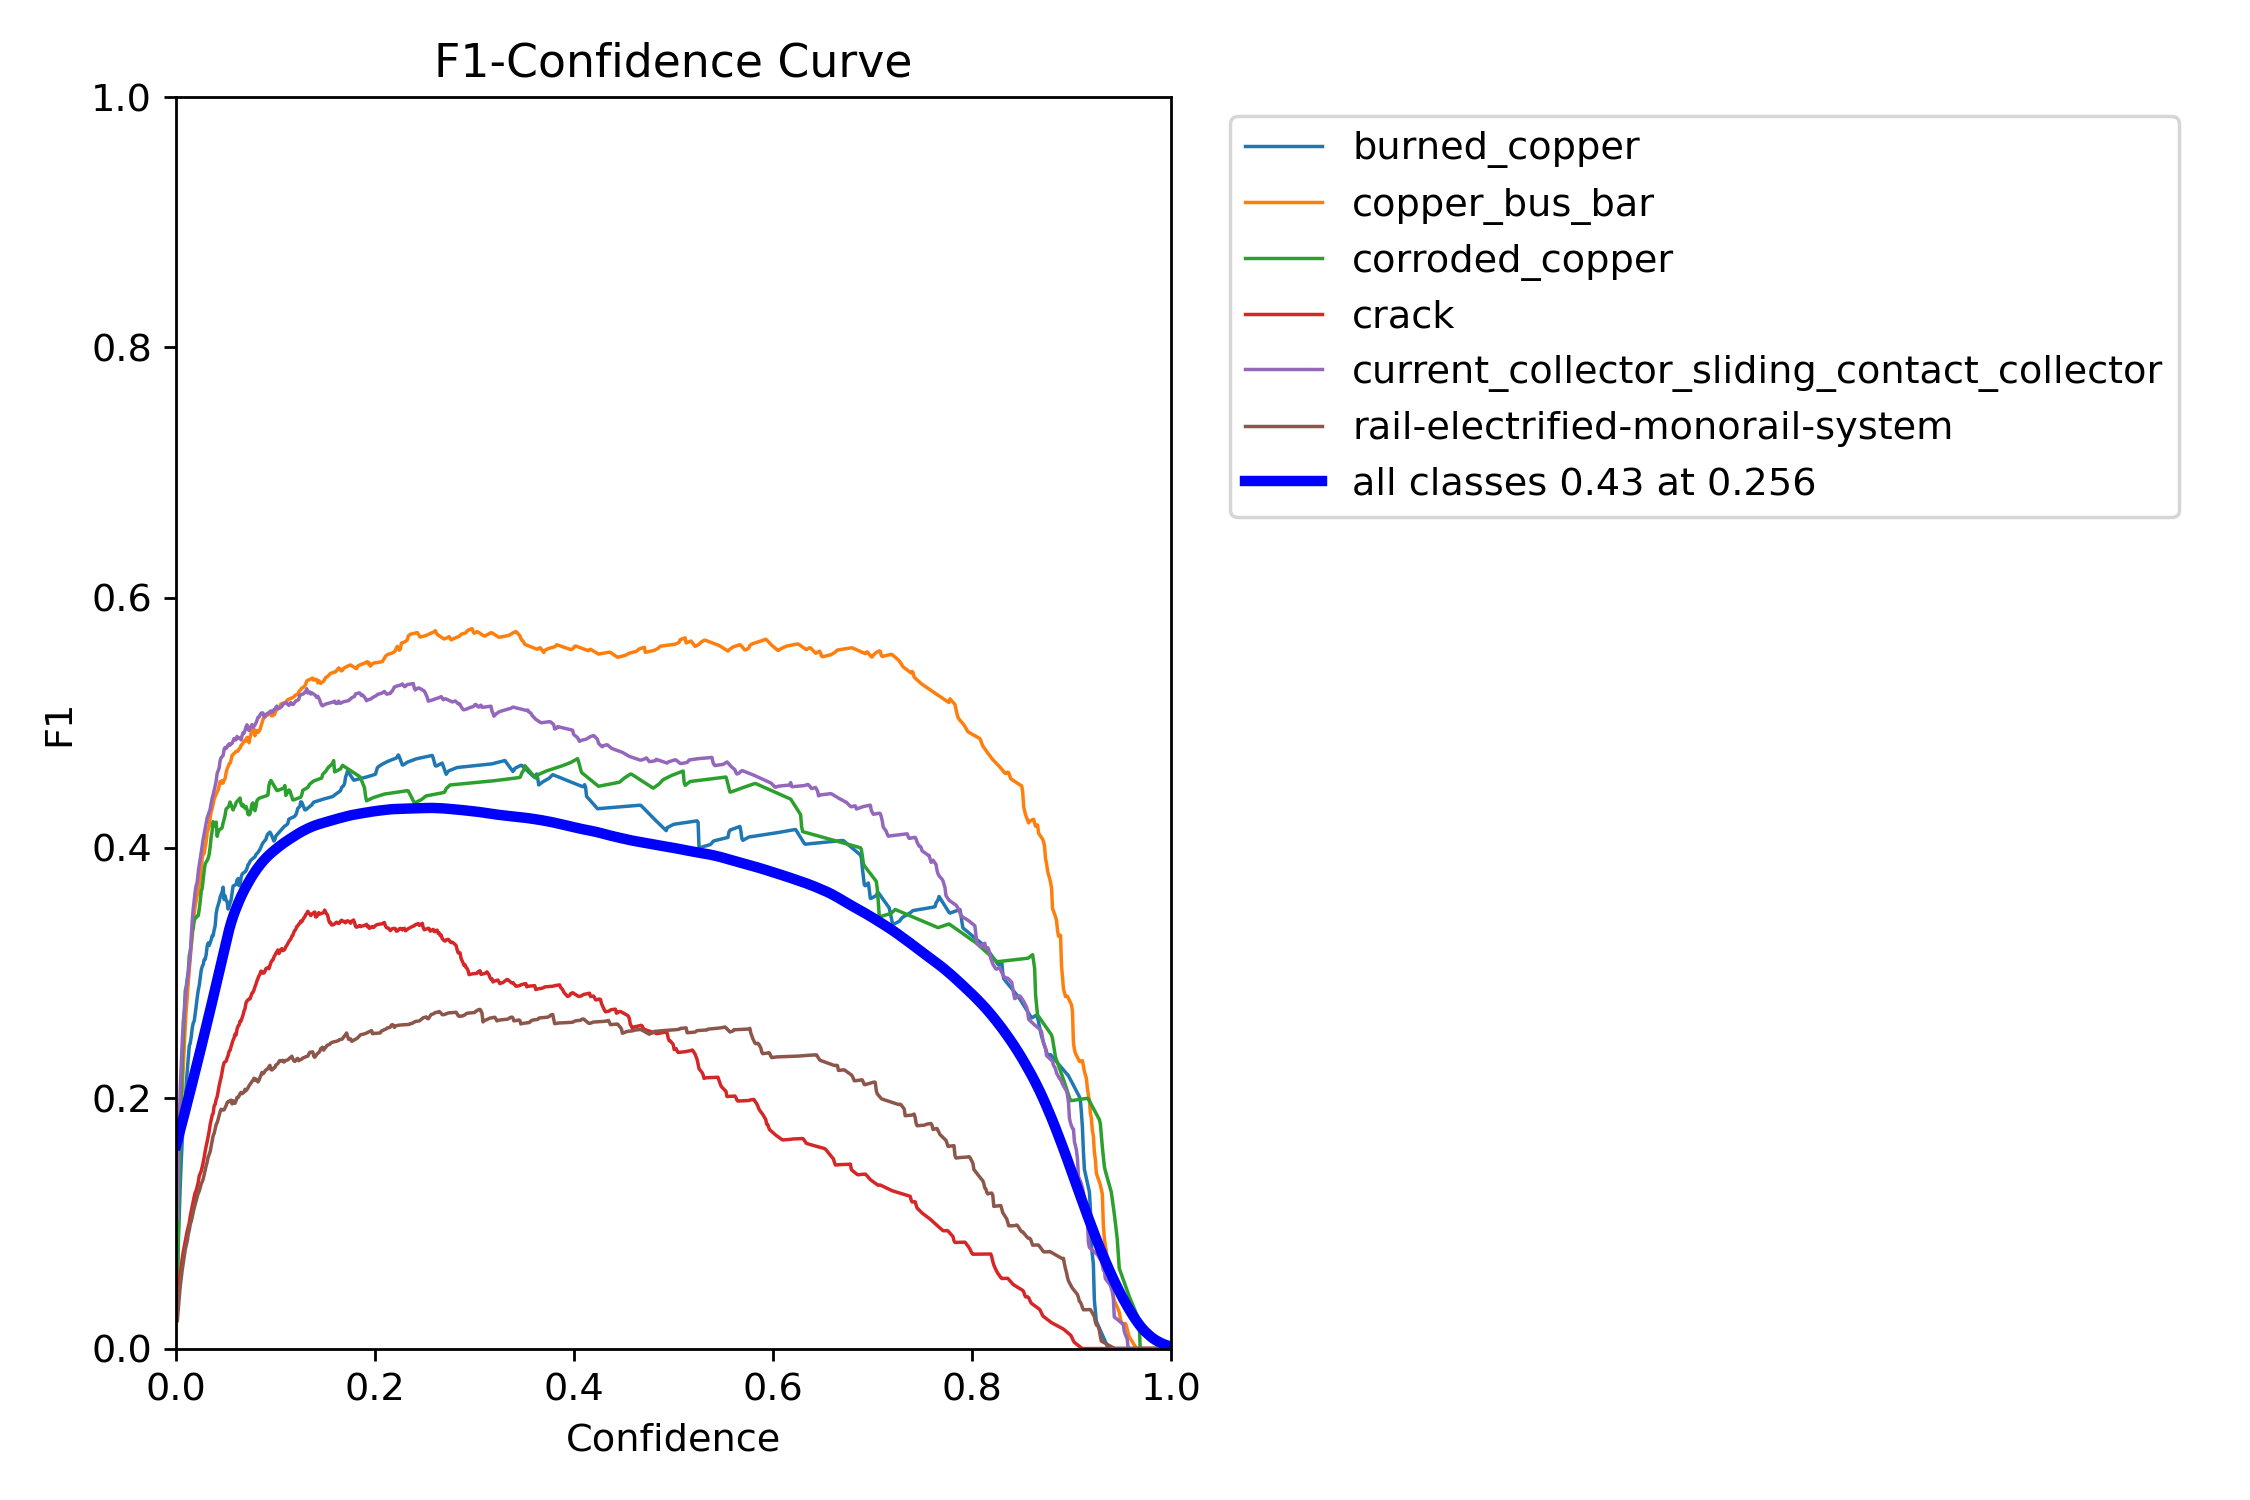 F1-Confidence Curve
1.0
0.8
0.6
0.4
0.2
0.0
F1
0.0 0.2 0.4 0.6 0.8 1.0
Confidence
burned_copper
copper_bus_bar
corroded_copper
crack
current_collector_sliding_contact_collector
rail-electrified-monorail-system
all classes 0.43 at 0.256